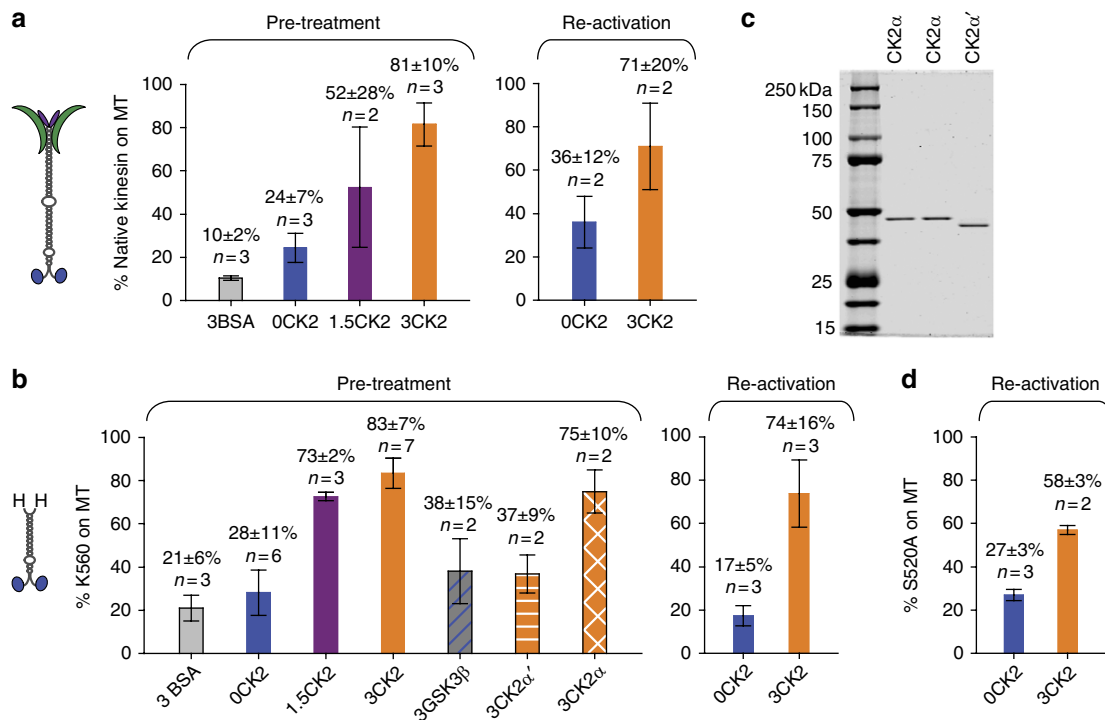 a
Pre-treatment
Re-activation
% Native kinesin on MT
100
80
60
40
20
0
10±2%
n=3
24±7%
n=3
52±28%
n=2
81±10%
n=3
3BSA
0CK2
1.5CK2
3CK2
100
80
60
40
20
0
36±12%
n=2
71±20%
n=2
0CK2
3CK2
c
CK2α
CK2α
CK2α′
250 kDa
150
100
75
50
25
15
b
Pre-treatment
Re-activation
H H
% K560 on MT
100
80
60
40
20
0
21±6%
n=3
28±11%
n=6
73±2%
n=3
83±7%
n=7
38±15%
n=2
37±9%
n=2
75±10%
n=2
3 BSA
0CK2
1.5CK2
3CK2
3GSK3β
3CK2α′
3CK2α
100
80
60
40
20
0
17±5%
n=3
74±16%
n=3
0CK2
3CK2
d
Re-activation
% S520A on MT
100
80
60
40
20
0
27±3%
n=3
58±3%
n=2
0CK2
3CK2